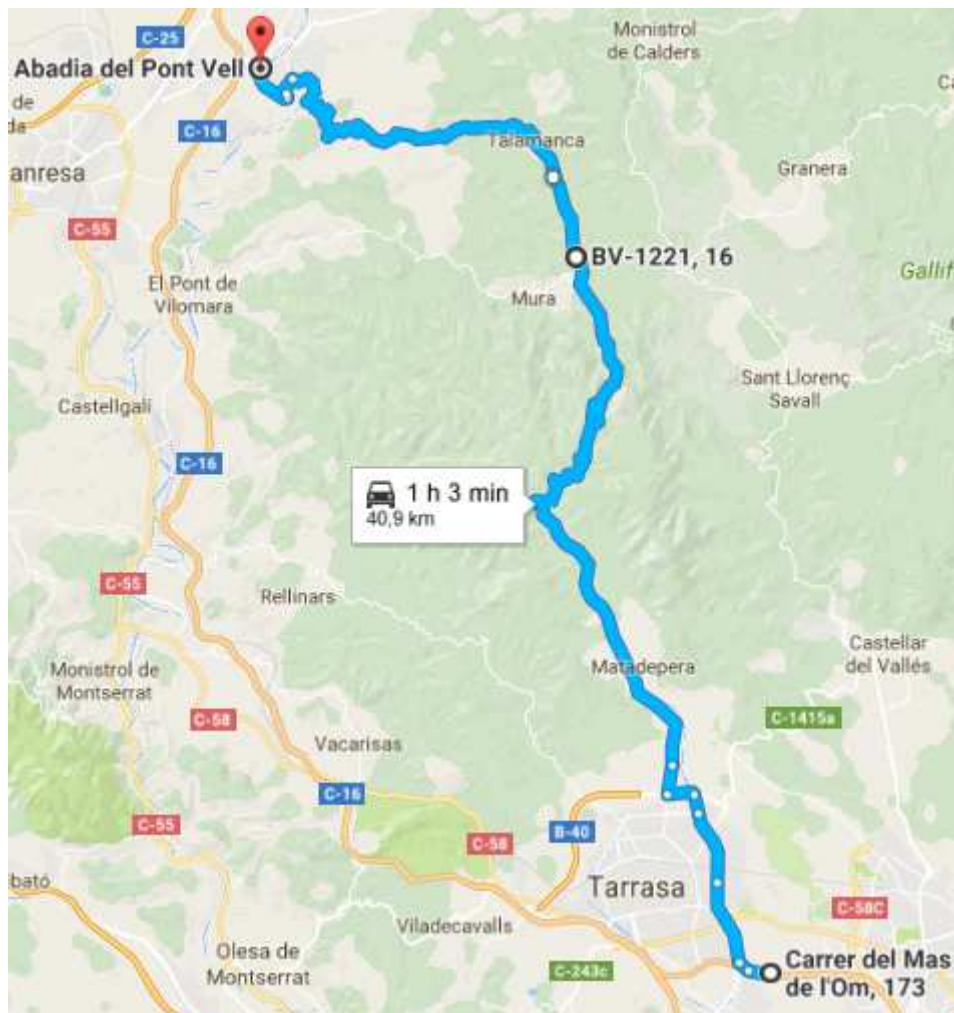 C-25
Monistrol
de Calders
Abadia del Pont Vell
de
da
C-16
Talamanca
Granera
anresa
C-55
BV-1221, 16
Gallif
El Pont de
Vilomara
Mura
Sant Llorenç
Savall
Castellgalí
C-16
1 h 3 min
40,9 km
C-55
Rellinars
Castellar
del Vallés
Monistrol de
Montserrat
Matadepera
C-58
C-1415a
Vacarisas
C-16
C-55
B-40
C-58
bató
Tarrasa
C-58C
Viladecavalls
Olesa de
Montserrat
C-243c
Carrer del Mas
de l'Om, 173